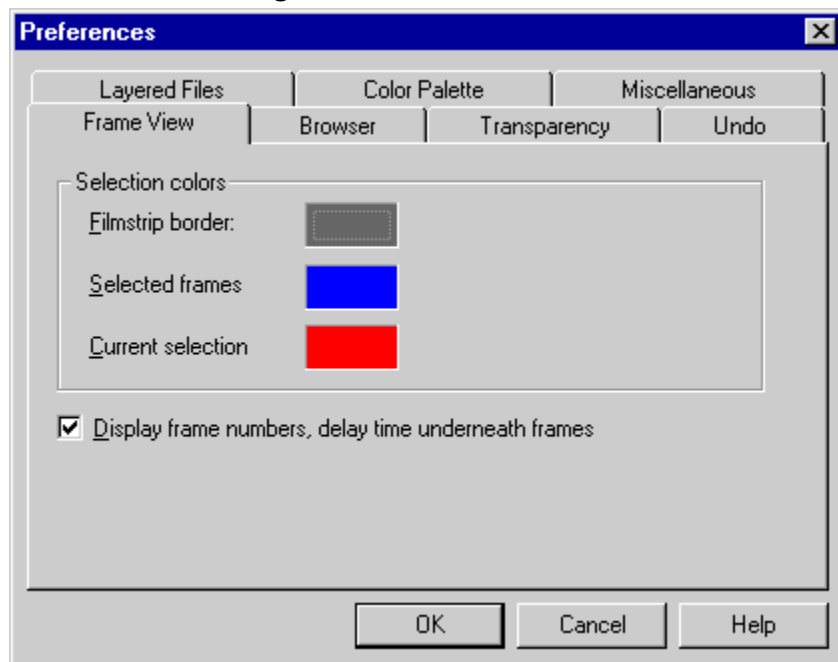 Preferences
Layered Files Color Palette Miscellaneous
Frame View Browser Transparency Undo
Selection colors
Filmstrip border:
Selected frames
Current selection
Display frame numbers, delay time underneath frames
OK Cancel Help